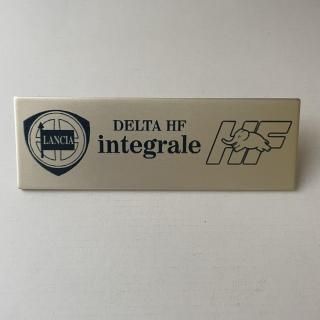 LANCIA
DELTA HF
integrale
HF